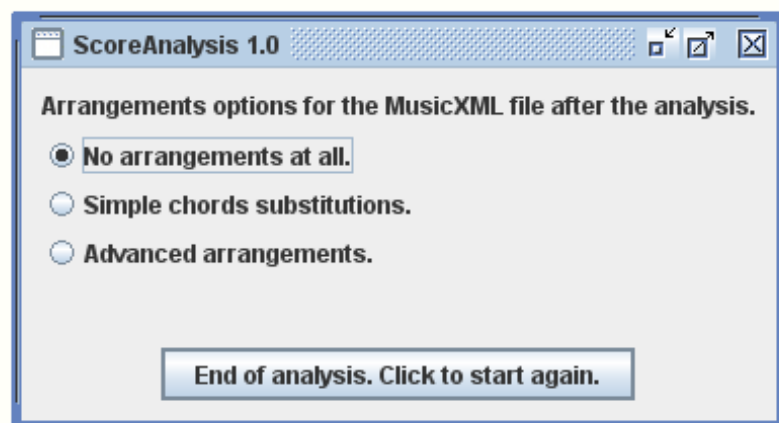 ScoreAnalysis 1.0
Arrangements options for the MusicXML file after the analysis.
No arrangements at all.
Simple chords substitutions.
Advanced arrangements.
End of analysis. Click to start again.